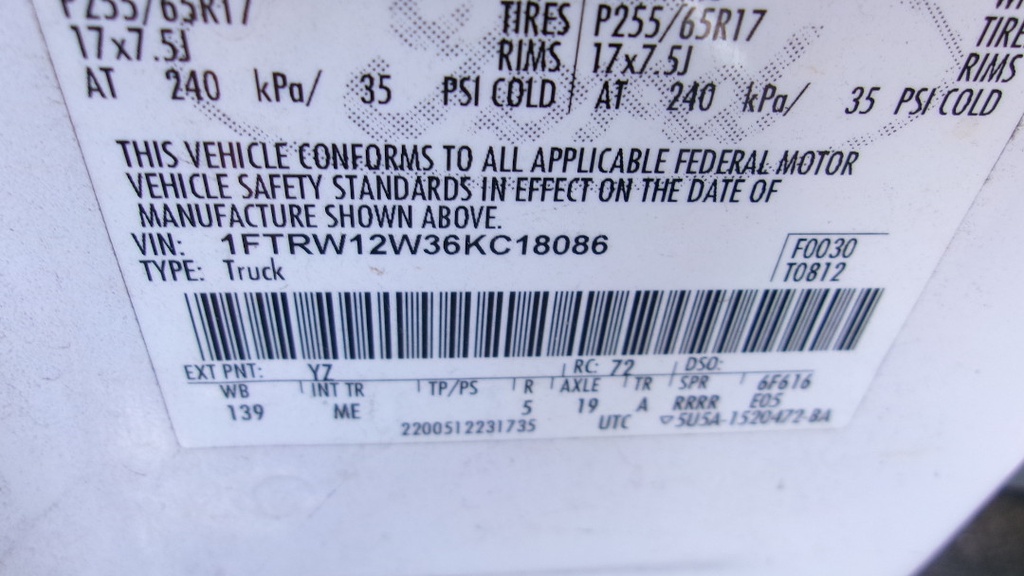 P255/65R17 TIRES P255/65R17
17x7.5J RIMS 17x7.5J TIRE
AT 240 kPa/ 35 PSI COLD AT 240 kPa/ 35 PSI COLD RIMS
THIS VEHICLE CONFORMS TO ALL APPLICABLE FEDERAL MOTOR
VEHICLE SAFETY STANDARDS IN EFFECT ON THE DATE OF
MANUFACTURE SHOWN ABOVE.
VIN: 1FTRW12W36KC18086
TYPE: Truck
F0030
T0812
EXT PNT: YZ RC: 72 DSO:
WB INT TR TP/PS R AXLE TR SPR 6F616
139 ME 5 19 A RRRR E05
2200512231735 UTC ▽5U5A-1520472-BA